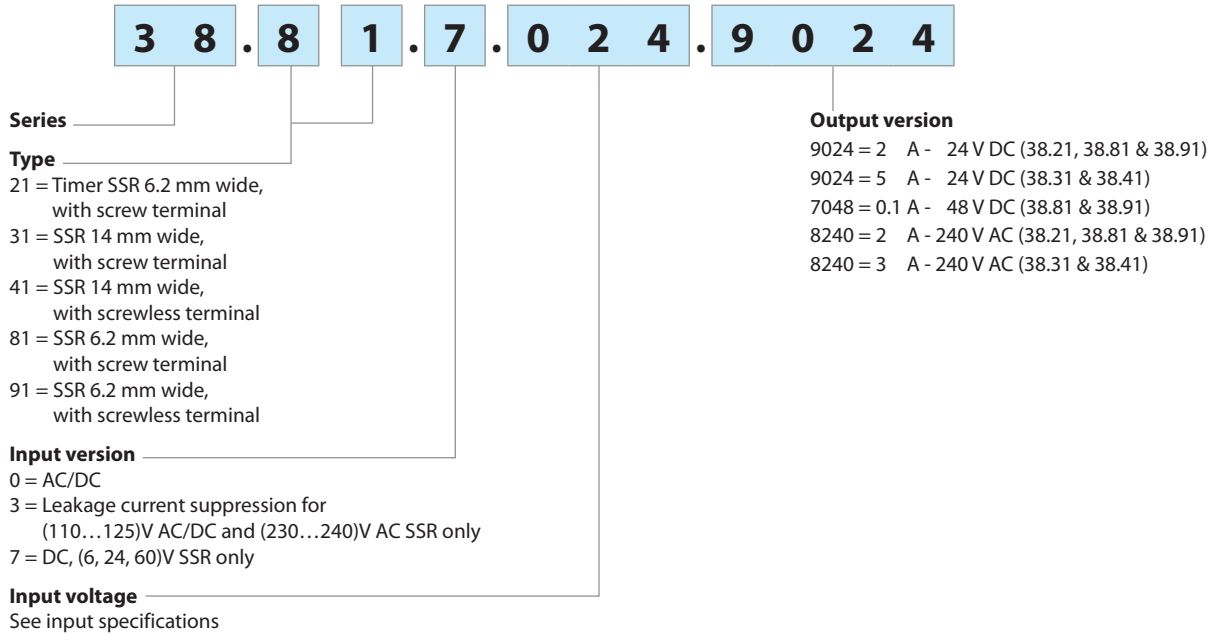 3 8 . 8 1 . 7 . 0 2 4 . 9 0 2 4
Series
Type
21 = Timer SSR 6.2 mm wide,
with screw terminal
31 = SSR 14 mm wide,
with screw terminal
41 = SSR 14 mm wide,
with screwless terminal
81 = SSR 6.2 mm wide,
with screw terminal
91 = SSR 6.2 mm wide,
with screwless terminal
Input version
0 = AC/DC
3 = Leakage current suppression for
(110…125)V AC/DC and (230…240)V AC SSR only
7 = DC, (6, 24, 60)V SSR only
Input voltage
See input specifications
Output version
9024 = 2 A - 24 V DC (38.21, 38.81 & 38.91)
9024 = 5 A - 24 V DC (38.31 & 38.41)
7048 = 0.1 A - 48 V DC (38.81 & 38.91)
8240 = 2 A - 240 V AC (38.21, 38.81 & 38.91)
8240 = 3 A - 240 V AC (38.31 & 38.41)